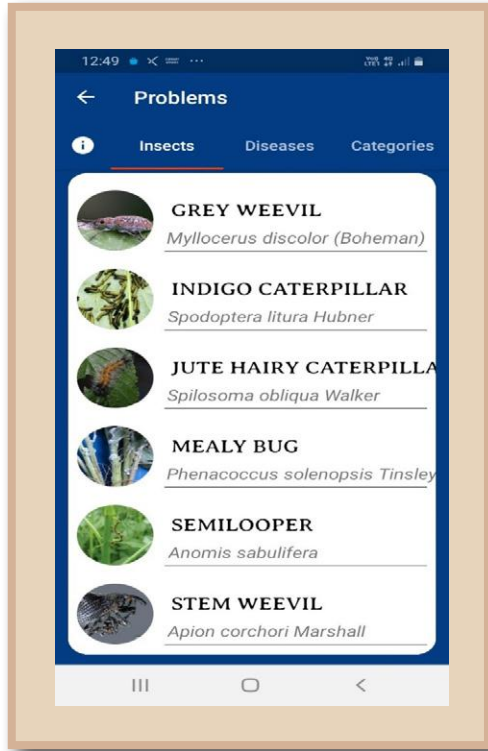 12:49
Problems
Insects Diseases Categories
GREY WEEVIL
Myllocerus discolor (Boheman)
INDIGO CATERPILLAR
Spodoptera litura Hubner
JUTE HAIRY CATERPILLA
Spilosoma obliqua Walker
MEALY BUG
Phenacoccus solenopsis Tinsley
SEMILOOPER
Anomis sabulifera
STEM WEEVIL
Apion corchori Marshall